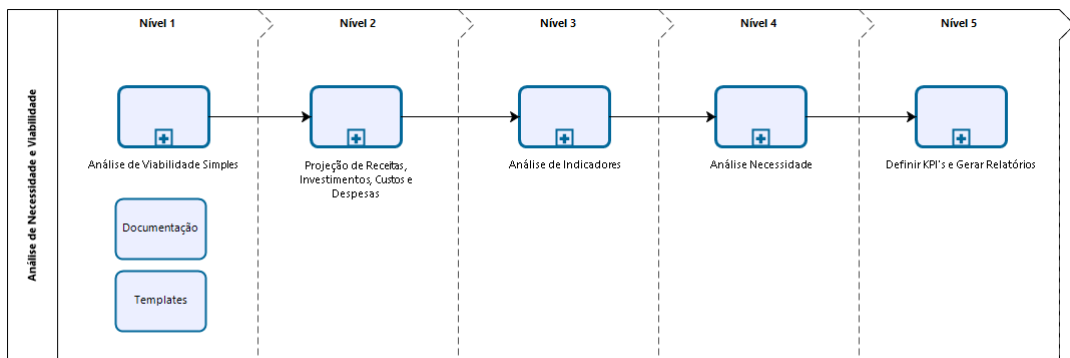 Análise de Necessidade e Viabilidade
Nível 1
Nível 2
Nível 3
Nível 4
Nível 5
Análise de Viabilidade Simples
Projeção de Receitas,
Investimentos, Custos e
Despesas
Análise de Indicadores
Análise Necessidade
Definir KPI's e Gerar Relatórios
Documentação
Templates